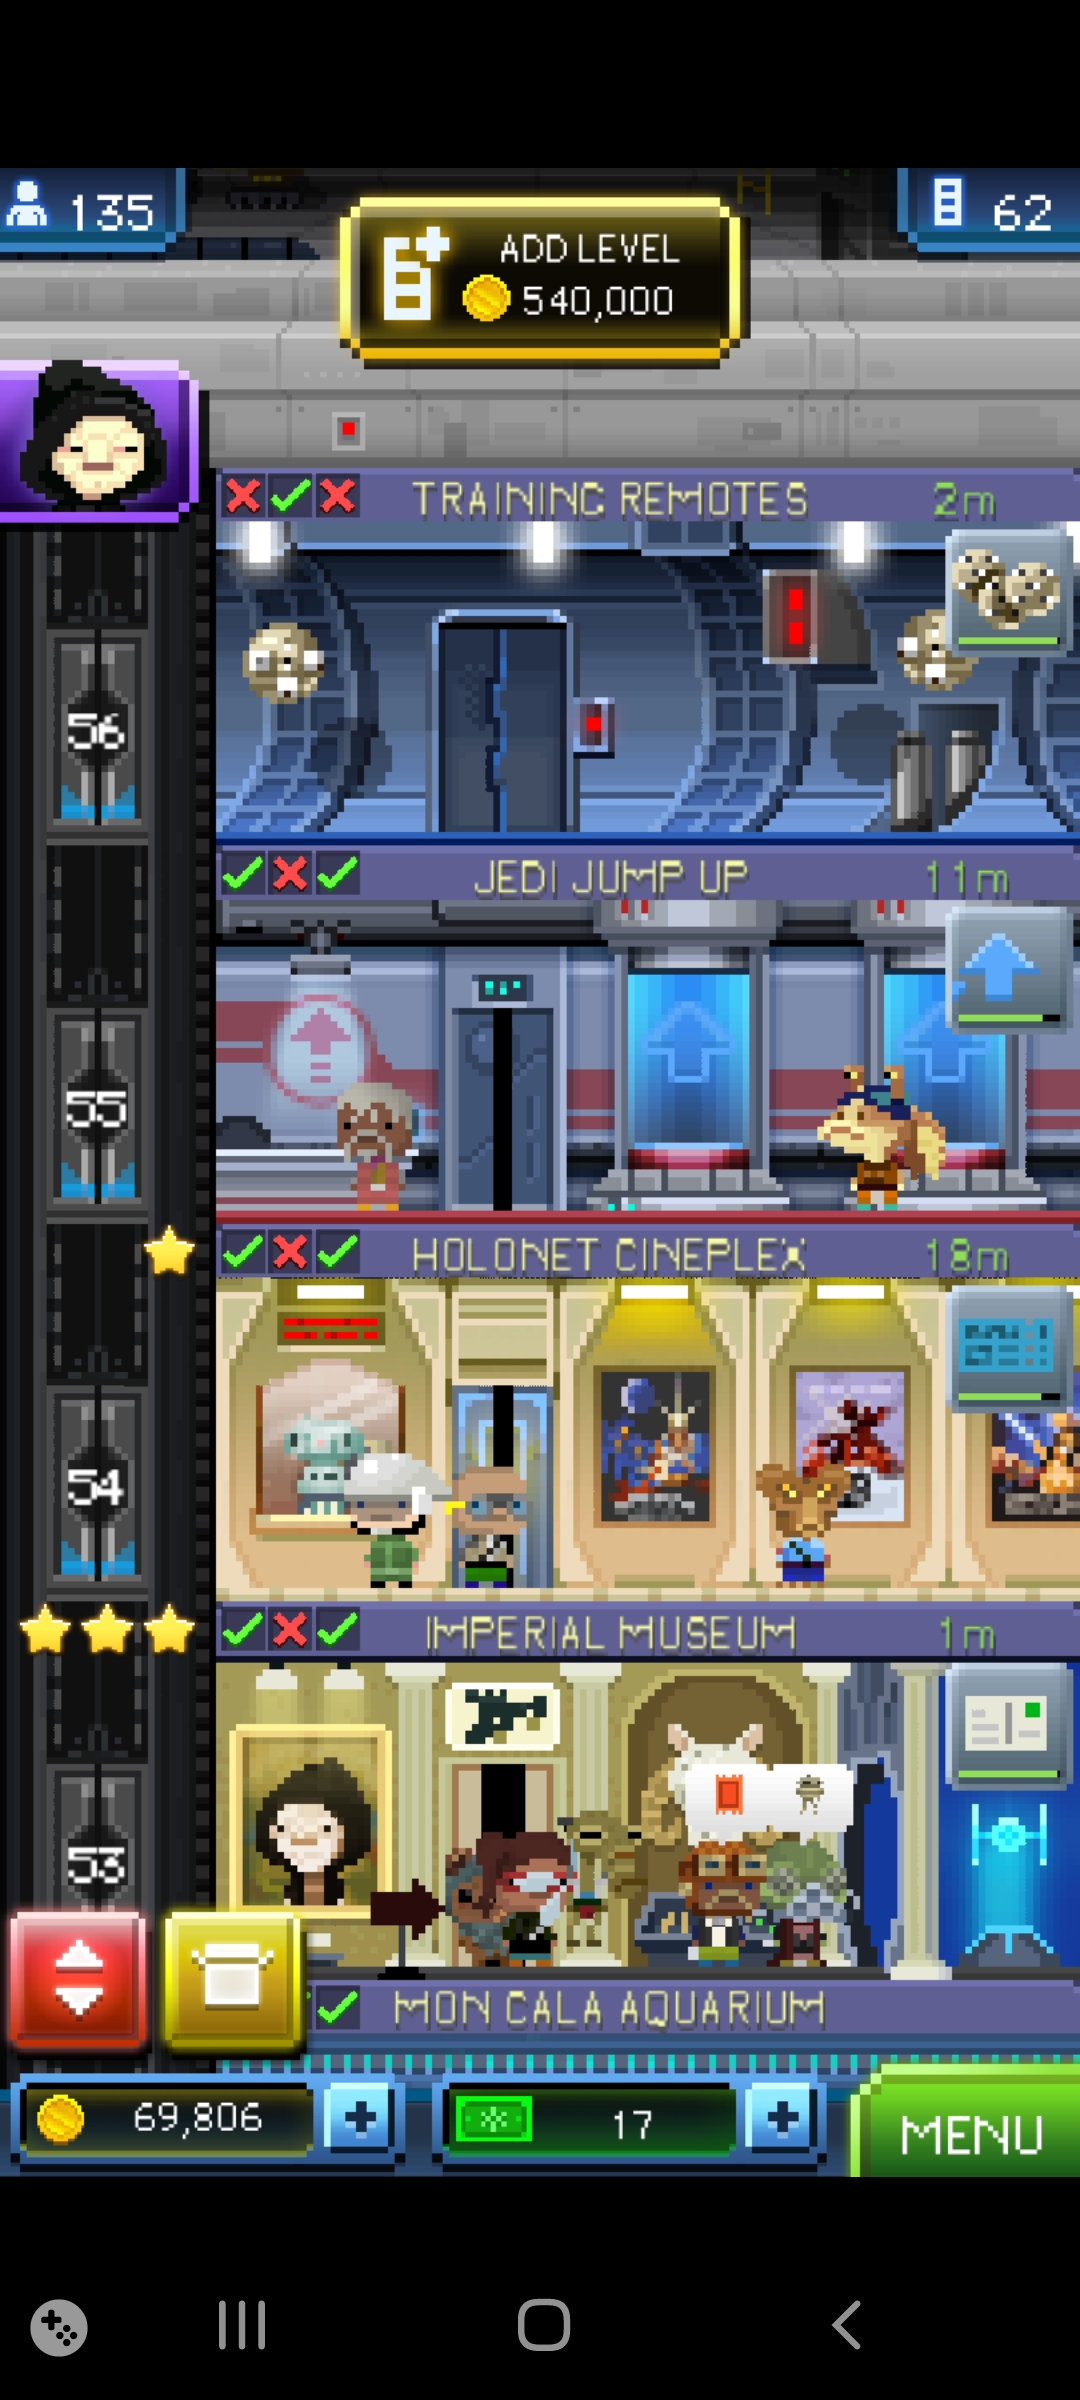 135
62
ADD LEVEL
540,000
TRAINING REMOTES 2m
56
JEDI JUMP UP 11m
55
HOLONET CINEPLEX 18m
54
IMPERIAL MUSEUM 1m
53
MON CALA AQUARIUM
69,806
17
MENU